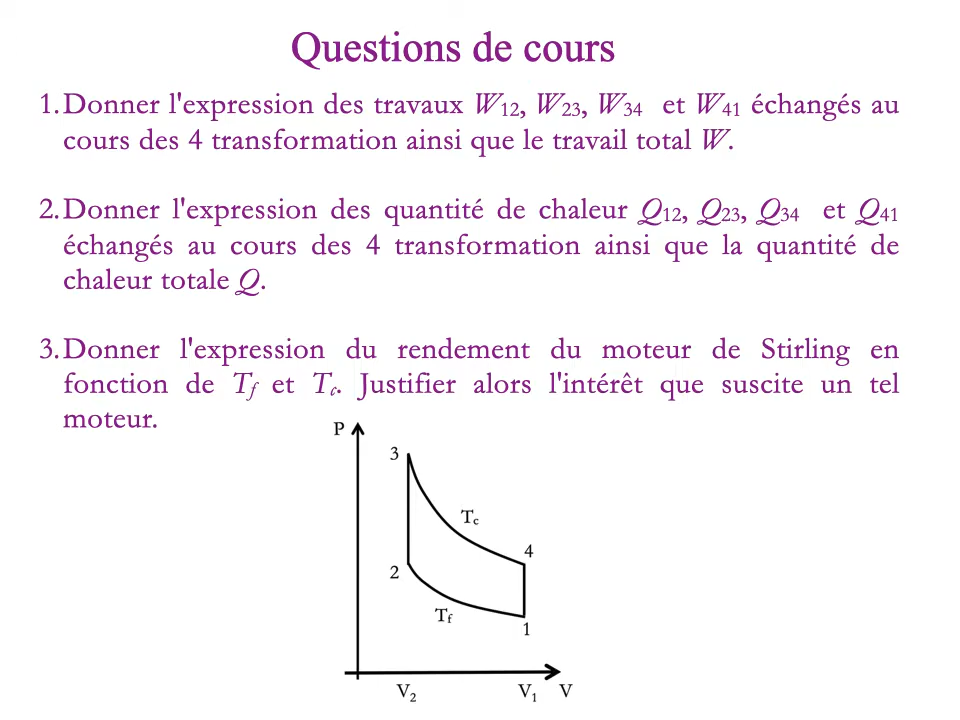 Questions de cours
1. Donner l'expression des travaux W12, W23, W34 et W41 échangés au
cours des 4 transformation ainsi que le travail total W.
2. Donner l'expression des quantité de chaleur Q12, Q23, Q34 et Q41
échangés au cours des 4 transformation ainsi que la quantité de
chaleur totale Q.
3. Donner l'expression du rendement du moteur de Stirling en
fonction de Tf et Tc. Justifier alors l'intérêt que suscite un tel
moteur.
P
3
Tc
4
2
Tf
1
V2 V1 V